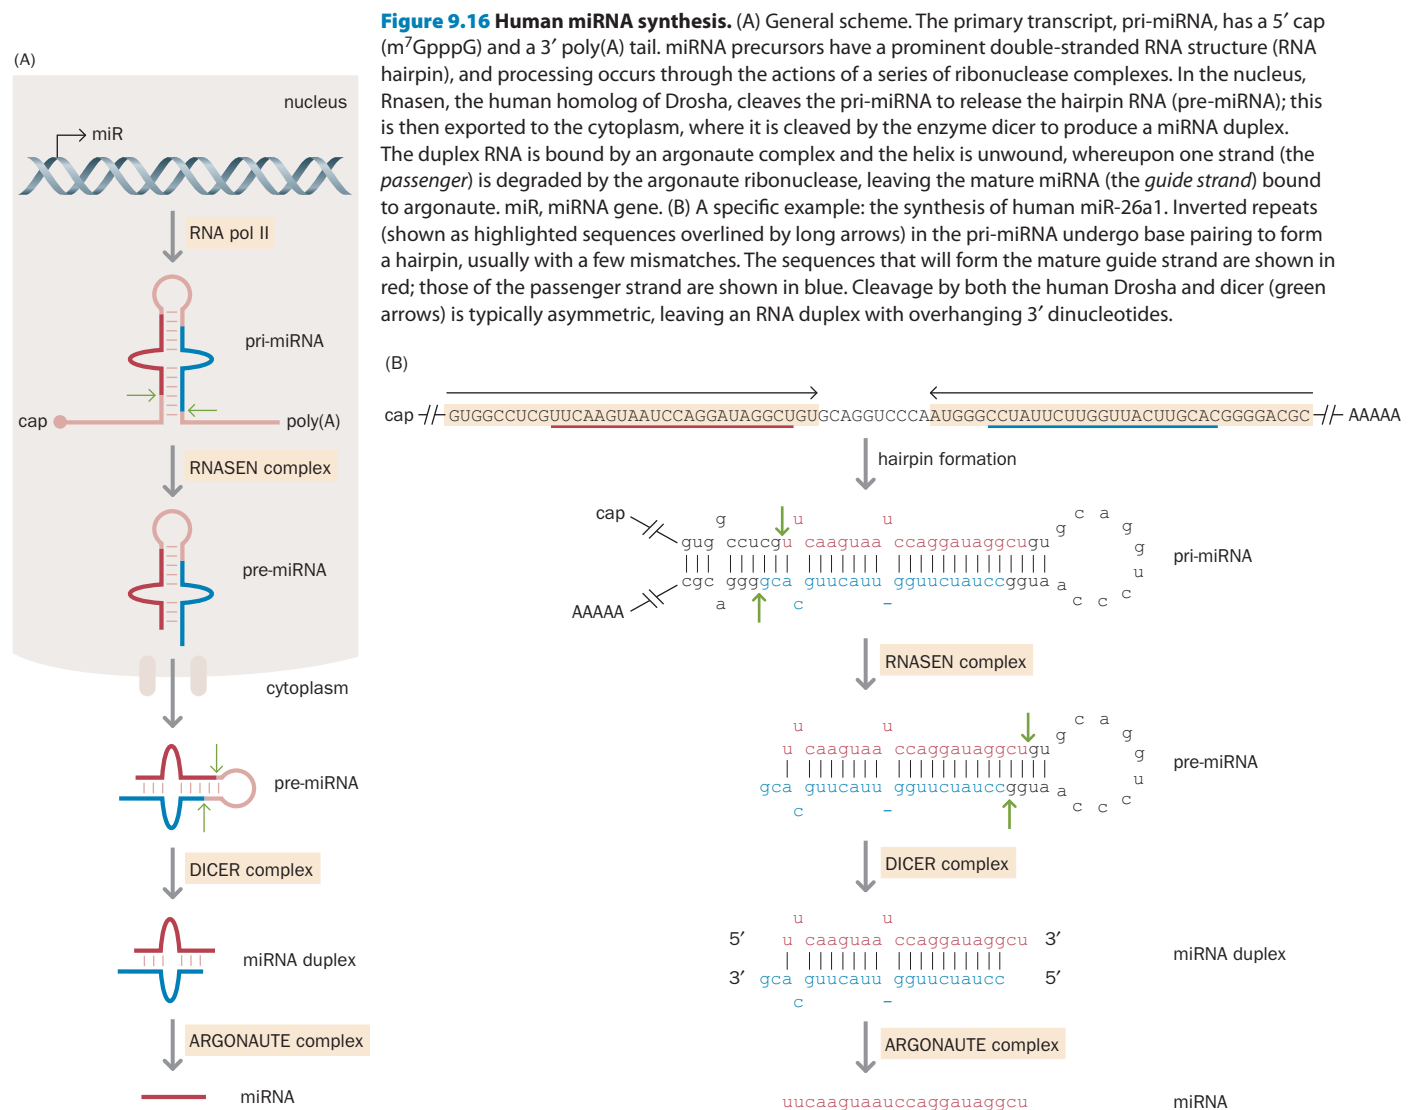 Figure 9.16 Human miRNA synthesis. (A) General scheme. The primary transcript, pri-miRNA, has a 5′ cap
(m⁷GpppG) and a 3′ poly(A) tail. miRNA precursors have a prominent double-stranded RNA structure (RNA
hairpin), and processing occurs through the actions of a series of ribonuclease complexes. In the nucleus,
Rnasen, the human homolog of Drosha, cleaves the pri-miRNA to release the hairpin RNA (pre-miRNA); this
is then exported to the cytoplasm, where it is cleaved by the enzyme dicer to produce a miRNA duplex.
The duplex RNA is bound by an argonaute complex and the helix is unwound, whereupon one strand (the
passenger) is degraded by the argonaute ribonuclease, leaving the mature miRNA (the guide strand) bound
to argonaute. miR, miRNA gene. (B) A specific example: the synthesis of human miR-26a1. Inverted repeats
(shown as highlighted sequences overlined by long arrows) in the pri-miRNA undergo base pairing to form
a hairpin, usually with a few mismatches. The sequences that will form the mature guide strand are shown in
red; those of the passenger strand are shown in blue. Cleavage by both the human Drosha and dicer (green
arrows) is typically asymmetric, leaving an RNA duplex with overhanging 3′ dinucleotides.
(A)
nucleus
miR
RNA pol II
pri-miRNA
cap
poly(A)
RNASEN complex
pre-miRNA
cytoplasm
pre-miRNA
DICER complex
miRNA duplex
ARGONAUTE complex
miRNA
(B)
cap GUGGCCUCGUUCAAGUAAUCCAGGAUAGGCUGUGCAGGUCCCAAUGGGCCUAUUCUUGGUUACUUGCACGGGGACGC AAAAA
hairpin formation
g u u c a
cap g g
gug ccucgu caaguaa ccaggauaggcugu g
pri-miRNA
u
cgc ggggca guucauu gguucuauccggua a c
AAAAA a c – c c
RNASEN complex
u u c a
g g
u caaguaa ccaggauaggcugu g
pre-miRNA
u
gca guucauu gguucuauccggua a c
c – c c
DICER complex
u u
5′ u caaguaa ccaggauaggcu 3′
miRNA duplex
3′ gca guucauu gguucuaucc 5′
c –
ARGONAUTE complex
uucaaguaauccaggauaggcu miRNA